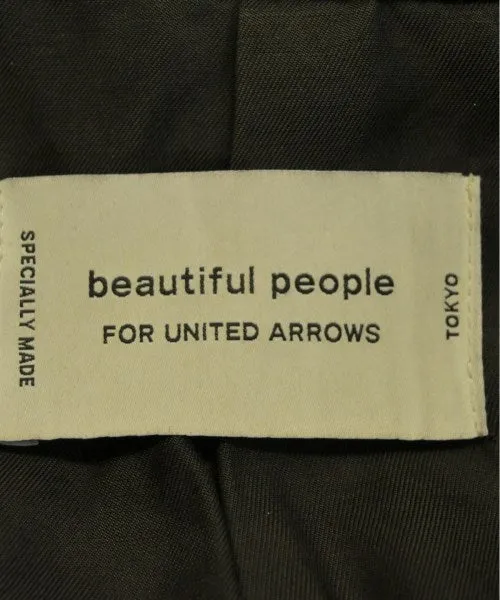 SPECIALLY MADE
beautiful people
FOR UNITED ARROWS
TOKYO